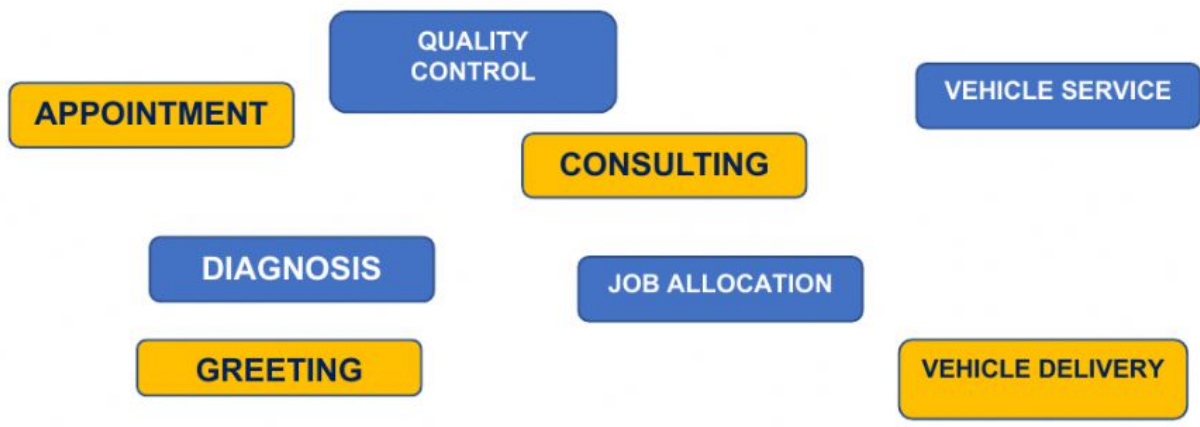 QUALITY
CONTROL
VEHICLE SERVICE
APPOINTMENT
CONSULTING
DIAGNOSIS
JOB ALLOCATION
GREETING
VEHICLE DELIVERY